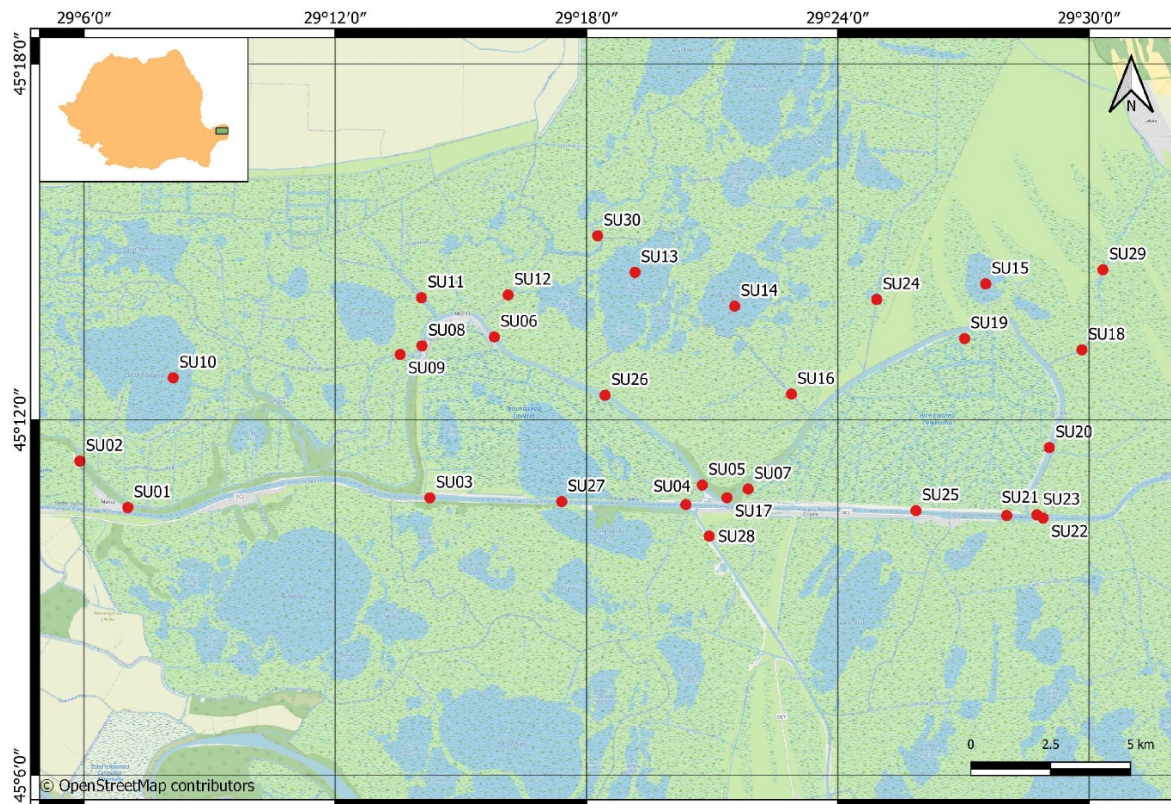 29°6′0″ 29°12′0″ 29°18′0″ 29°24′0″ 29°30′0″
45°18′0″
N
SU30
SU13
SU29
SU15
SU11
SU12
SU14
SU24
SU08
SU06
SU19
SU09
SU18
SU10
SU26
SU16
45°12′0″
SU02
SU20
SU05
SU07
SU01
SU03
SU27
SU04
SU17
SU25
SU21
SU23
SU22
SU28
0 2.5 5 km
45°6′0″
© OpenStreetMap contributors